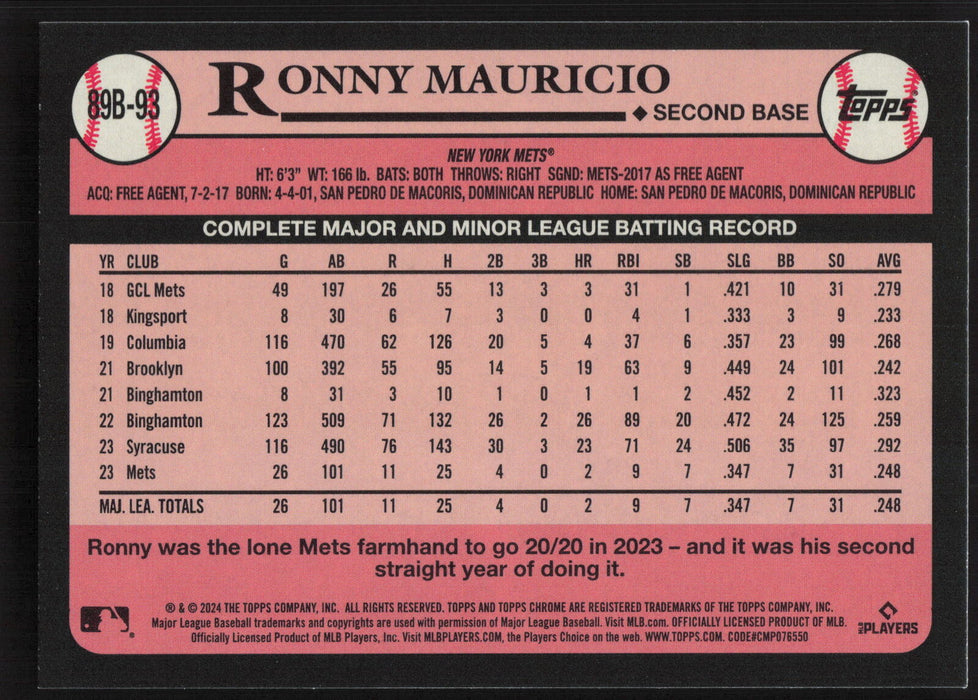 89B-93
RONNY MAURICIO
◆ SECOND BASE
TOPPS®
NEW YORK METS®
HT: 6'3" WT: 166 lb. BATS: BOTH THROWS: RIGHT SGND: METS-2017 AS FREE AGENT
ACQ: FREE AGENT, 7-2-17 BORN: 4-4-01, SAN PEDRO DE MACORIS, DOMINICAN REPUBLIC HOME: SAN PEDRO DE MACORIS, DOMINICAN REPUBLIC
COMPLETE MAJOR AND MINOR LEAGUE BATTING RECORD
YR CLUB G AB R H 2B 3B HR RBI SB SLG BB SO AVG
18 GCL Mets 49 197 26 55 13 3 3 31 1 .421 10 31 .279
18 Kingsport 8 30 6 7 3 0 0 4 1 .333 3 9 .233
19 Columbia 116 470 62 126 20 5 4 37 6 .357 23 99 .268
21 Brooklyn 100 392 55 95 14 5 19 63 9 .449 24 101 .242
21 Binghamton 8 31 3 10 1 0 1 1 2 .452 2 11 .323
22 Binghamton 123 509 71 132 26 2 26 89 20 .472 24 125 .259
23 Syracuse 116 490 76 143 30 3 23 71 24 .506 35 97 .292
23 Mets 26 101 11 25 4 0 2 9 7 .347 7 31 .248
MAJ. LEA. TOTALS 26 101 11 25 4 0 2 9 7 .347 7 31 .248
Ronny was the lone Mets farmhand to go 20/20 in 2023 – and it was his second
straight year of doing it.
® & © 2024 THE TOPPS COMPANY, INC. ALL RIGHTS RESERVED. TOPPS AND TOPPS CHROME ARE REGISTERED TRADEMARKS OF THE TOPPS COMPANY, INC.
Major League Baseball trademarks and copyrights are used with permission of Major League Baseball. Visit MLB.com. OFFICIALLY LICENSED PRODUCT OF MLB.
Officially Licensed Product of MLB Players, Inc. Visit MLBPLAYERS.COM, the Players Choice on the web. WWW.TOPPS.COM. CODE#CMP076550
MLB PLAYERS